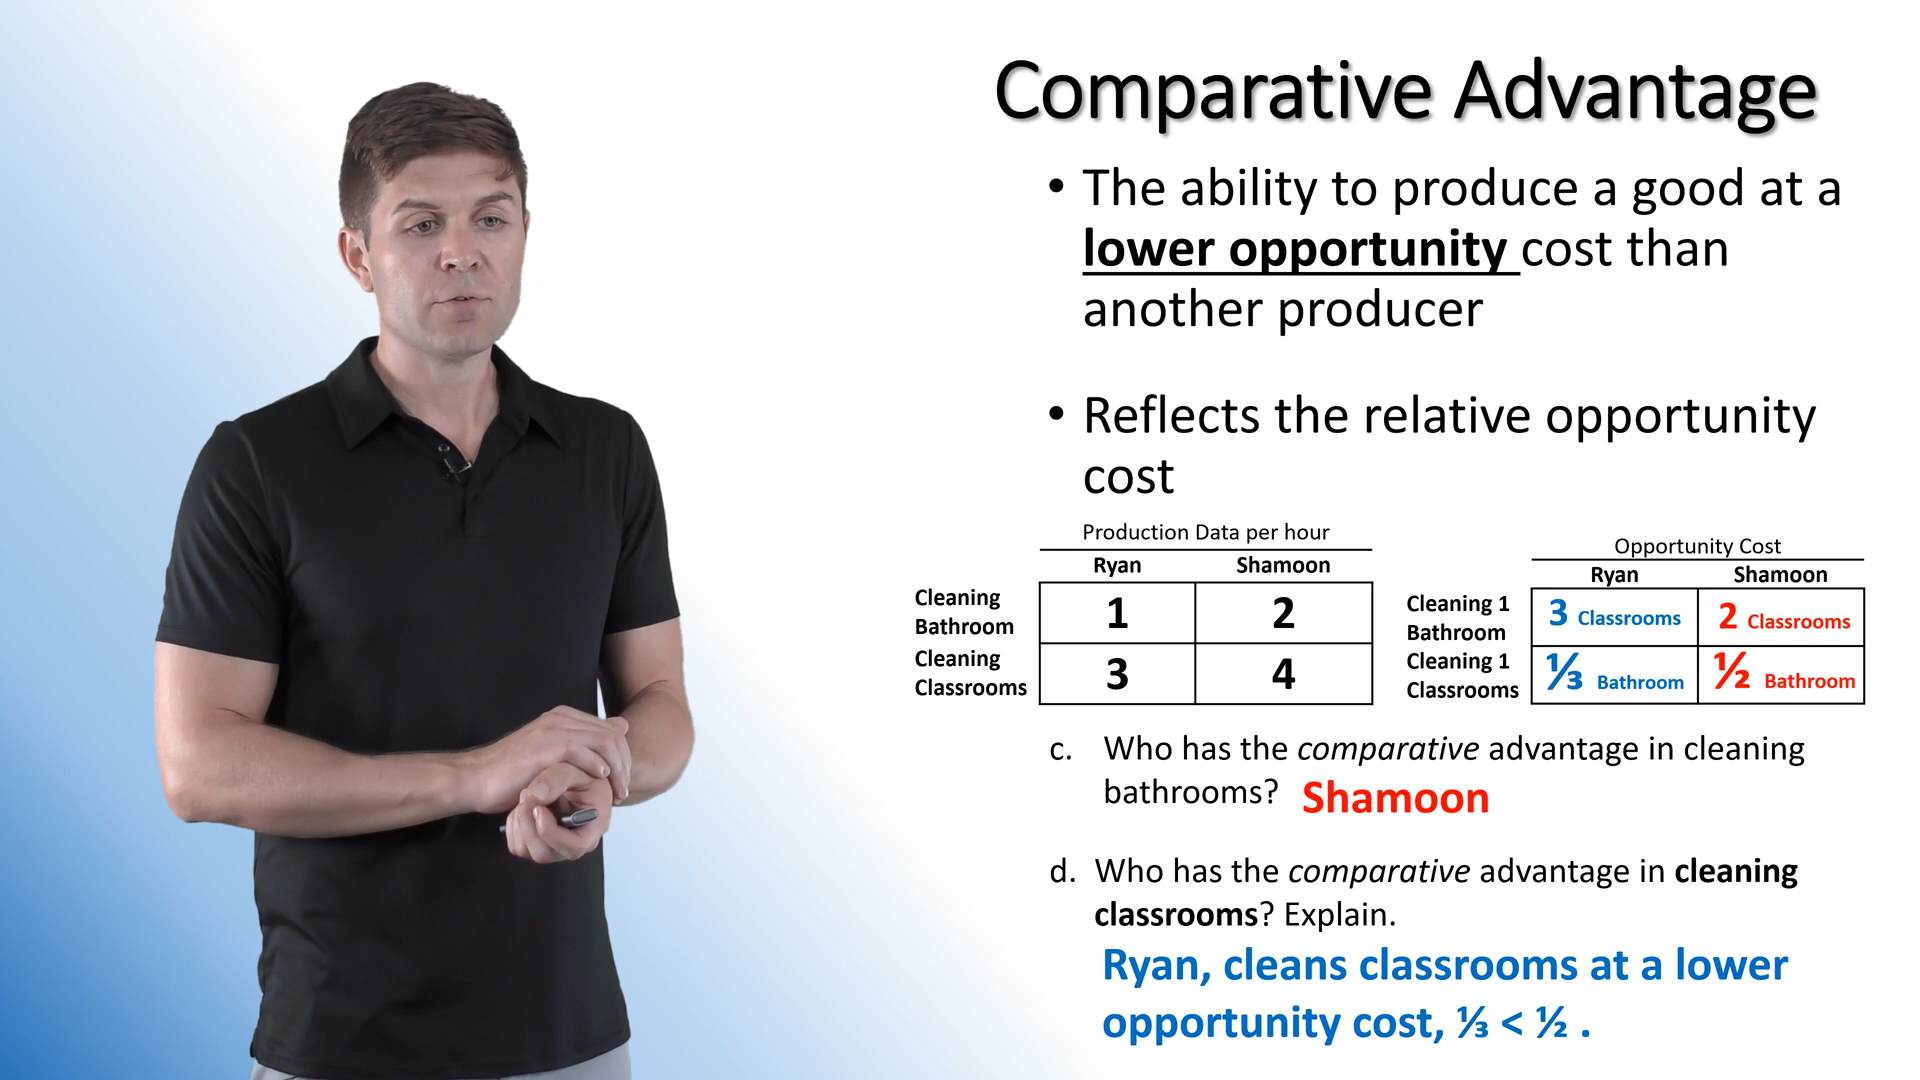 Comparative Advantage
• The ability to produce a good at a
lower opportunity cost than
another producer
• Reflects the relative opportunity
cost
Production Data per hour
Ryan Shamoon
Cleaning
Bathroom 1 2
Cleaning
Classrooms 3 4
Opportunity Cost
Ryan Shamoon
Cleaning 1
Bathroom 3 Classrooms 2 Classrooms
Cleaning 1
Classrooms ⅓ Bathroom ½ Bathroom
c. Who has the comparative advantage in cleaning
bathrooms? Shamoon
d. Who has the comparative advantage in cleaning
classrooms? Explain.
Ryan, cleans classrooms at a lower
opportunity cost, ⅓ < ½ .